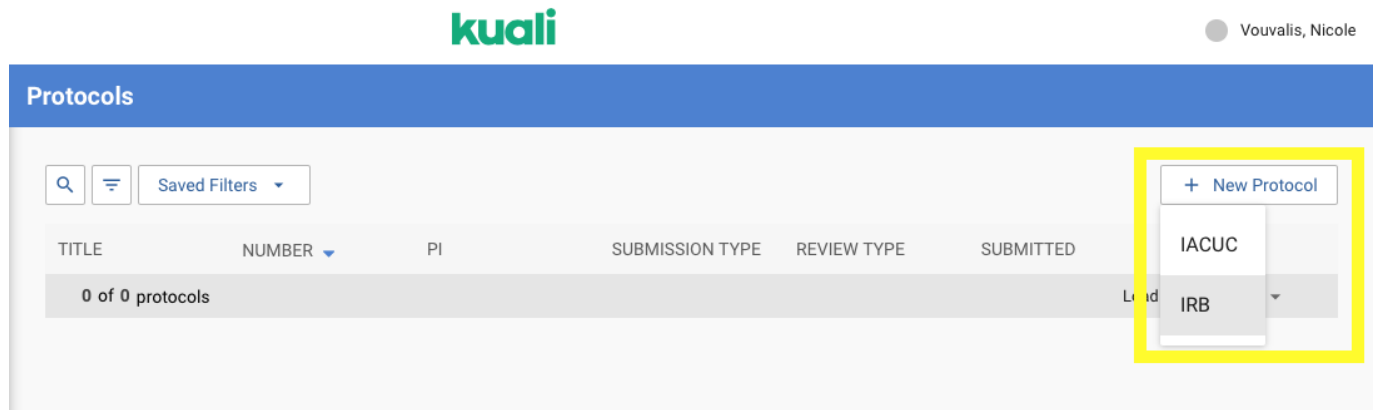 kuali
Vouvalis, Nicole
Protocols
Saved Filters
+ New Protocol
TITLE NUMBER PI SUBMISSION TYPE REVIEW TYPE SUBMITTED
IACUC
0 of 0 protocols
IRB